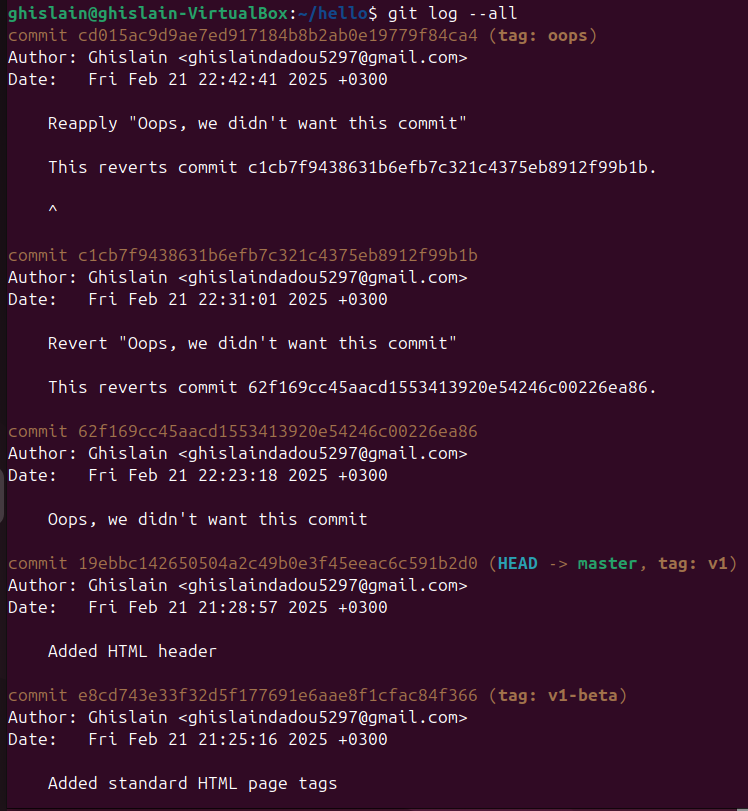 ghislain@ghislain-VirtualBox:~/hello$ git log --all
commit cd015ac9d9ae7ed917184b8b2ab0e19779f84ca4 (tag: oops)
Author: Ghislain <ghislaindadou5297@gmail.com>
Date:   Fri Feb 21 22:42:41 2025 +0300

    Reapply "Oops, we didn't want this commit"

    This reverts commit c1cb7f9438631b6efb7c321c4375eb8912f99b1b.

    ^

commit c1cb7f9438631b6efb7c321c4375eb8912f99b1b
Author: Ghislain <ghislaindadou5297@gmail.com>
Date:   Fri Feb 21 22:31:01 2025 +0300

    Revert "Oops, we didn't want this commit"

    This reverts commit 62f169cc45aacd1553413920e54246c00226ea86.

commit 62f169cc45aacd1553413920e54246c00226ea86
Author: Ghislain <ghislaindadou5297@gmail.com>
Date:   Fri Feb 21 22:23:18 2025 +0300

    Oops, we didn't want this commit

commit 19ebbc142650504a2c49b0e3f45eeac6c591b2d0 (HEAD -> master, tag: v1)
Author: Ghislain <ghislaindadou5297@gmail.com>
Date:   Fri Feb 21 21:28:57 2025 +0300

    Added HTML header

commit e8cd743e33f32d5f177691e6aae8f1cfac84f366 (tag: v1-beta)
Author: Ghislain <ghislaindadou5297@gmail.com>
Date:   Fri Feb 21 21:25:16 2025 +0300

    Added standard HTML page tags